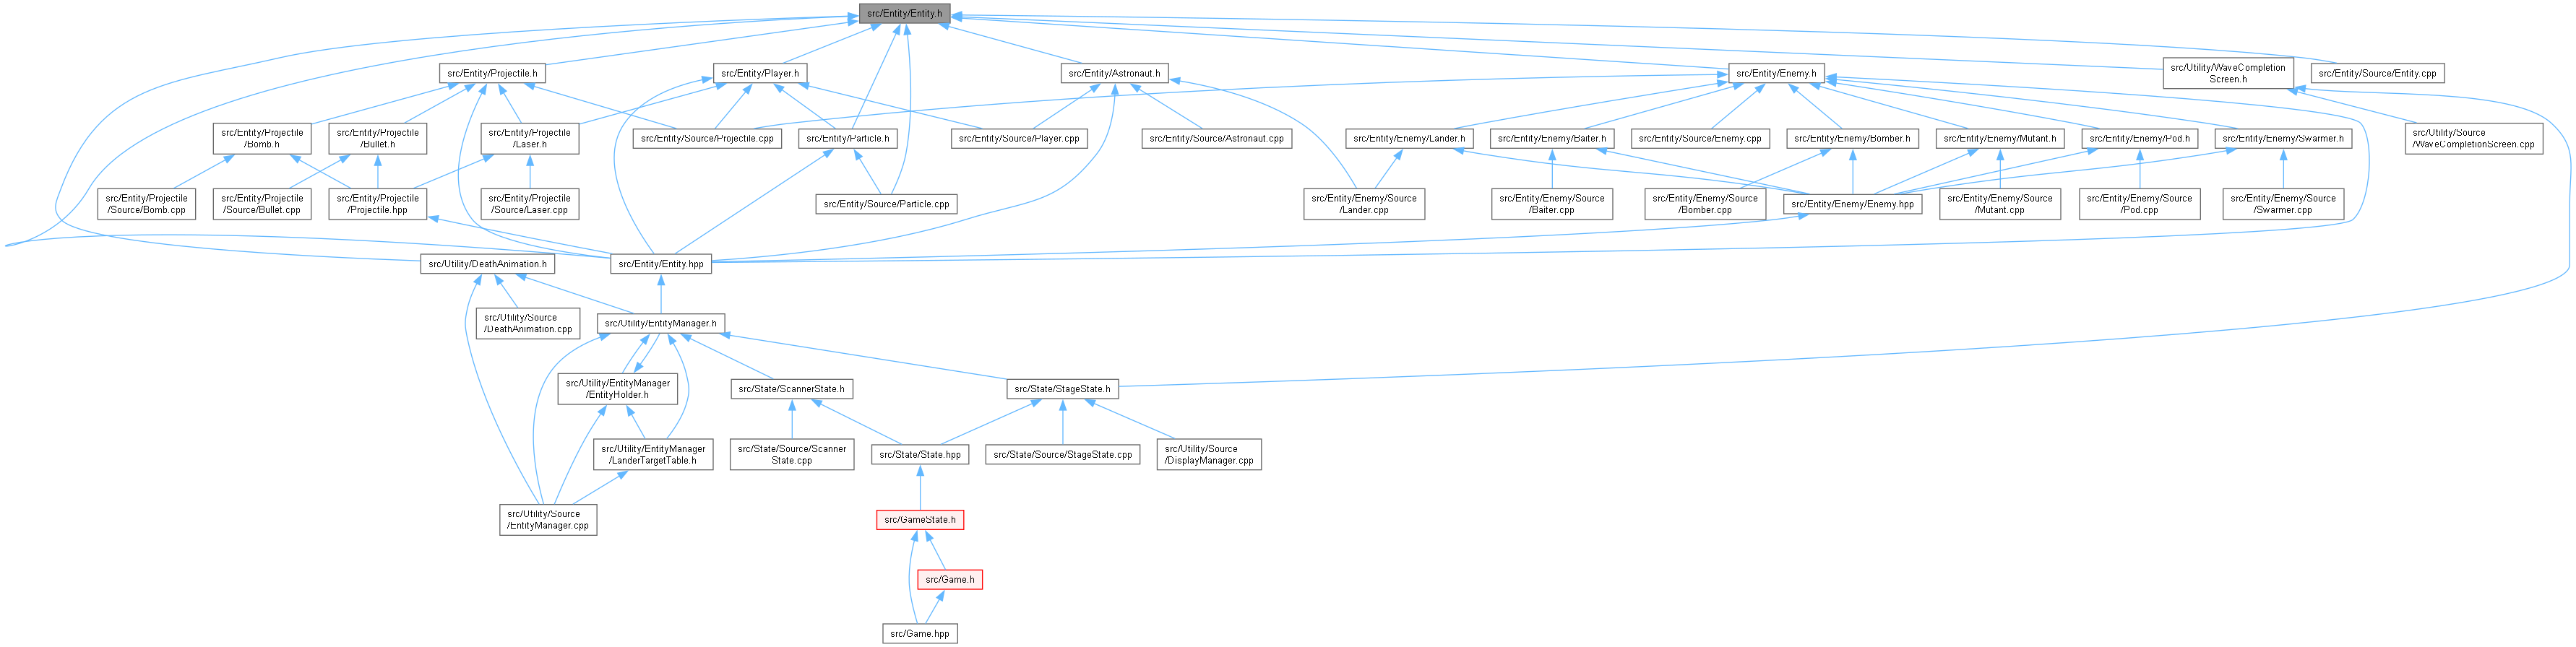 src/Entity/Entity.h
src/Entity/Projectile.h
src/Entity/Player.h
src/Entity/Astronaut.h
src/Entity/Enemy.h
src/Utility/WaveCompletion
Screen.h
src/Entity/Source/Entity.cpp
src/Entity/Projectile
/Bomb.h
src/Entity/Projectile
/Bullet.h
src/Entity/Projectile
/Laser.h
src/Entity/Source/Projectile.cpp
src/Entity/Particle.h
src/Entity/Source/Player.cpp
src/Entity/Source/Astronaut.cpp
src/Entity/Enemy/Lander.h
src/Entity/Enemy/Baiter.h
src/Entity/Source/Enemy.cpp
src/Entity/Enemy/Bomber.h
src/Entity/Enemy/Mutant.h
src/Entity/Enemy/Pod.h
src/Entity/Enemy/Swarmer.h
src/Utility/Source
/WaveCompletionScreen.cpp
src/Entity/Projectile
/Source/Bomb.cpp
src/Entity/Projectile
/Source/Bullet.cpp
src/Entity/Projectile
/Projectile.hpp
src/Entity/Projectile
/Source/Laser.cpp
src/Entity/Source/Particle.cpp
src/Entity/Enemy/Source
/Lander.cpp
src/Entity/Enemy/Source
/Baiter.cpp
src/Entity/Enemy/Source
/Bomber.cpp
src/Entity/Enemy/Enemy.hpp
src/Entity/Enemy/Source
/Mutant.cpp
src/Entity/Enemy/Source
/Pod.cpp
src/Entity/Enemy/Source
/Swarmer.cpp
src/Utility/DeathAnimation.h
src/Entity/Entity.hpp
src/Utility/Source
/DeathAnimation.cpp
src/Utility/EntityManager.h
src/Utility/EntityManager
/EntityHolder.h
src/State/ScannerState.h
src/State/StageState.h
src/Utility/EntityManager
/LanderTargetTable.h
src/State/Source/Scanner
State.cpp
src/State/State.hpp
src/State/Source/StageState.cpp
src/Utility/Source
/DisplayManager.cpp
src/Utility/Source
/EntityManager.cpp
src/GameState.h
src/Game.h
src/Game.hpp